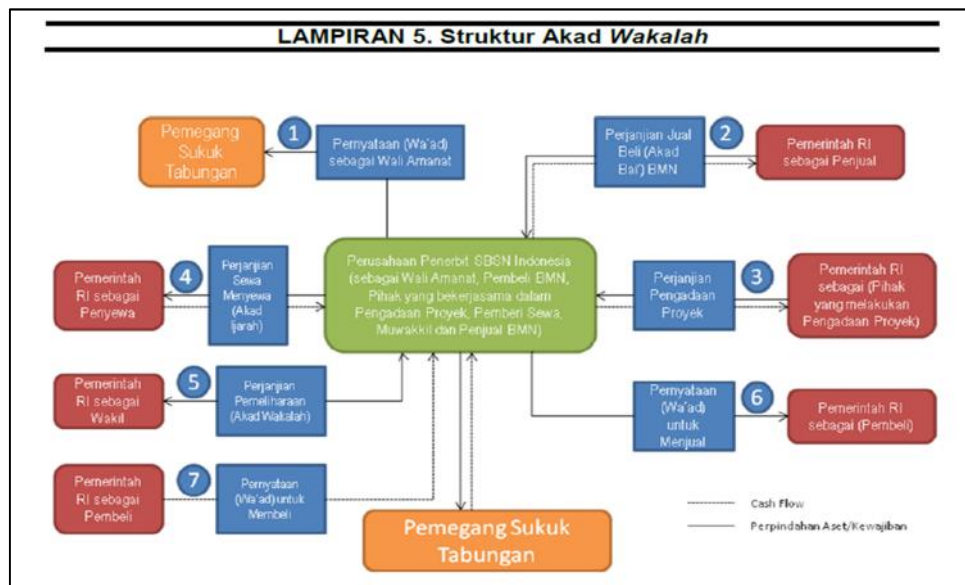 LAMPIRAN 5. Struktur Akad Wakalah
Pemegang
Sukuk
Tabungan
1
Pernyataan (Wa'ad)
sebagai Wali Amanat
Perjanjian Jual
Beli (Akad
Bai') BMN
2
Pemerintah RI
sebagai Penjual
Pemerintah
RI sebagai
Penyewa
4
Perjanjian
Sewa
Menyewa
(Akad
Ijarah)
Perusahaan Penerbit SBSN Indonesia
(sebagai Wali Amanat, Pembeli BMN,
Pihak yang bekerjasama dalam
Pengadaan Proyek, Pemberi Sewa,
Muwakkil dan Penjual BMN)
Perjanjian
Pengadaan
Proyek
3
Pemerintah RI
sebagai (Pihak
yang melakukan
Pengadaan Proyek)
Pemerintah
RI sebagai
Wakil
5
Perjanjian
Pemeliharaan
(Akad Wakalah)
Pernyataan
(Wa'ad)
untuk
Menjual
6
Pemerintah RI
sebagai (Pembeli)
Pemerintah
RI sebagai
Pembeli
7
Pernyataan
(Wa'ad) untuk
Membeli
Pemegang Sukuk
Tabungan
Cash Flow
Perpindahan Aset/Kewajiban